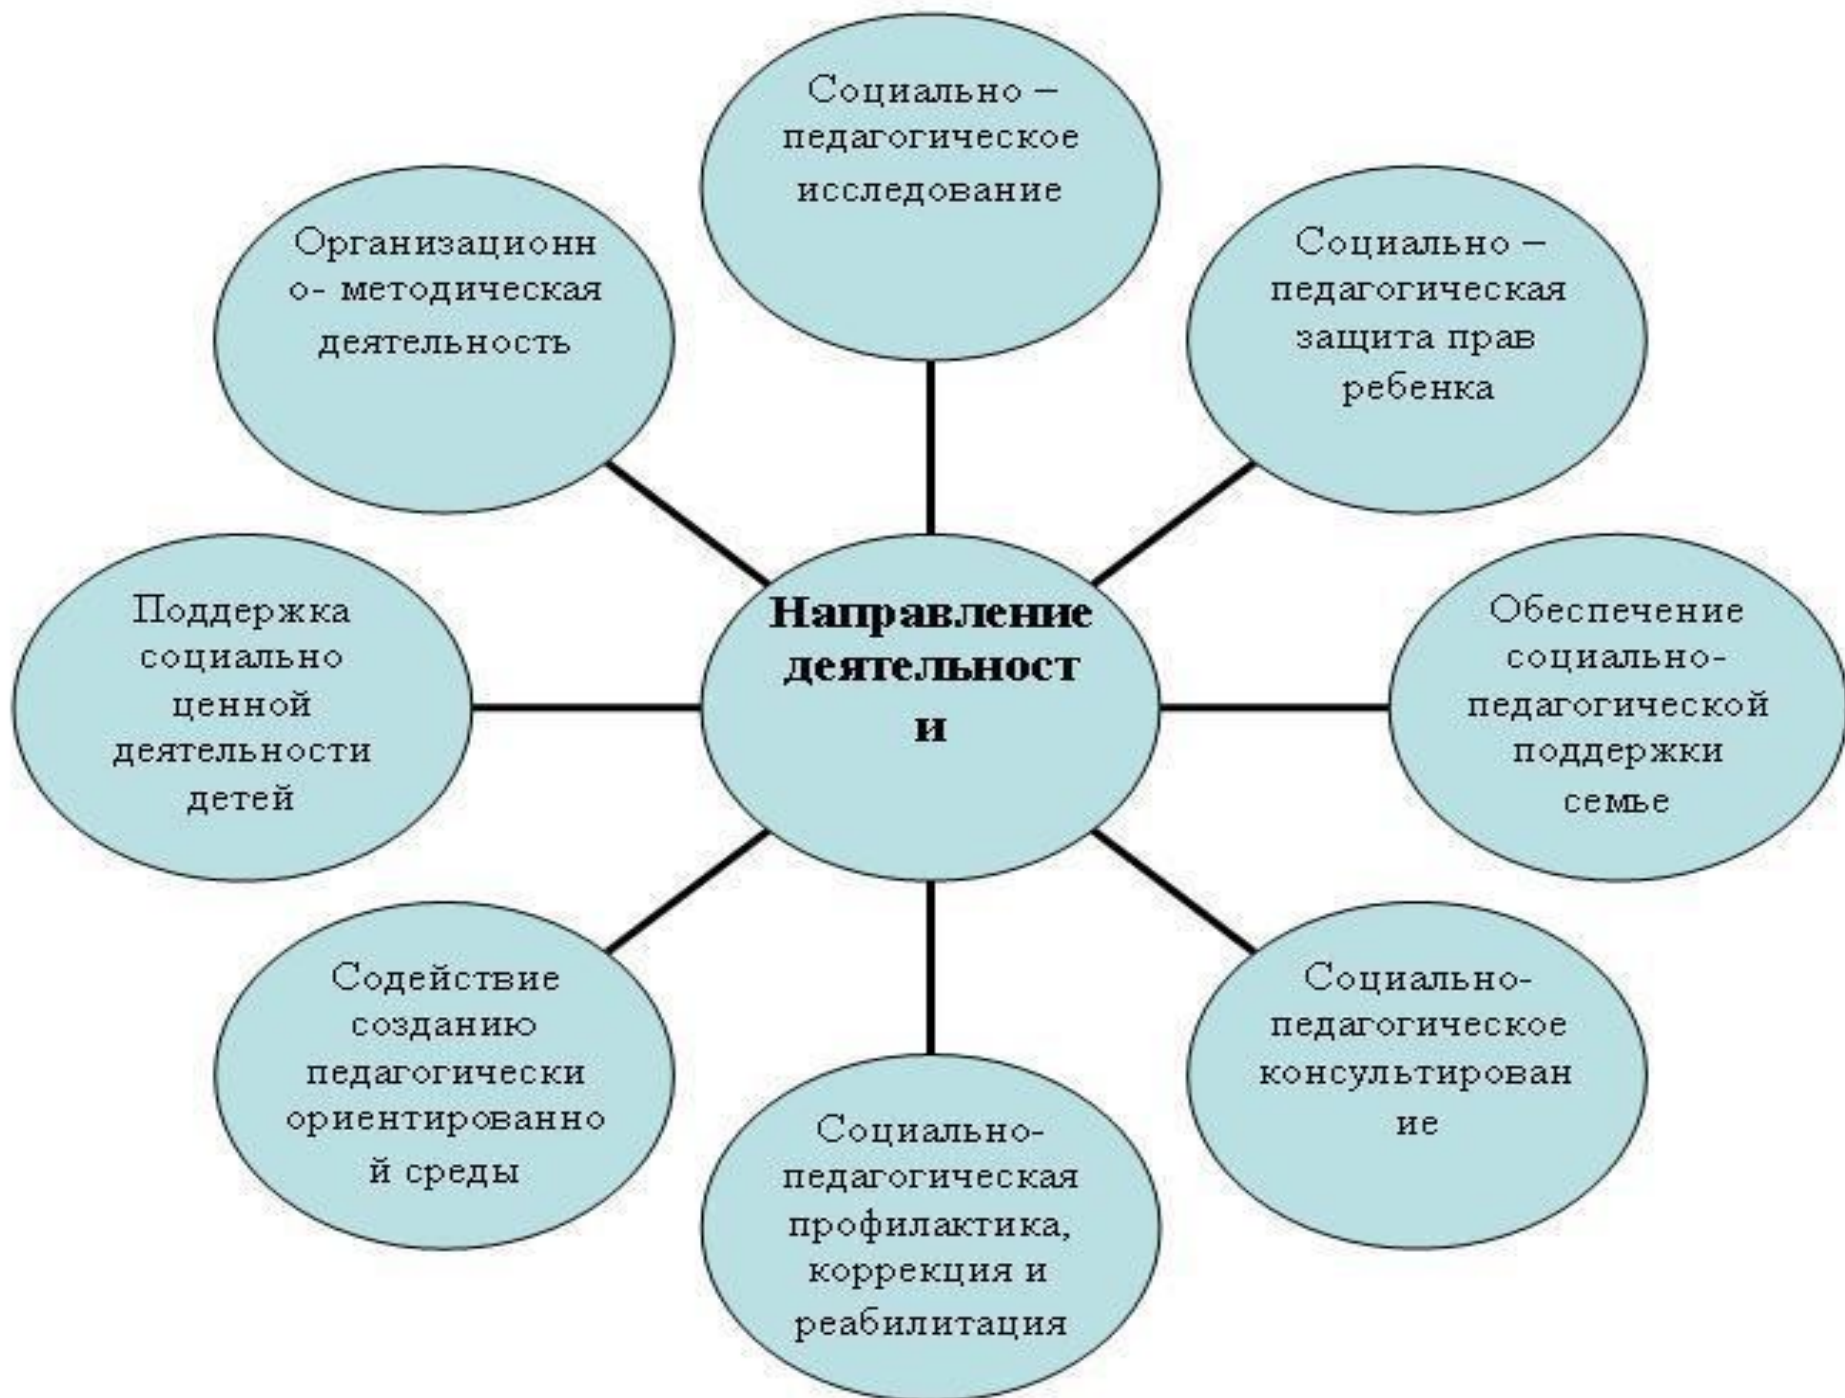 Социально –
педагогическое
исследование
Социально –
педагогическая
защита прав
ребенка
Обеспечение
социально-
педагогической
поддержки
семье
Социально-
педагогическое
консультирован
ие
Социально-
педагогическая
профилактика,
коррекция и
реабилитация
Содействие
созданию
педагогически
ориентированно
й среды
Поддержка
социально
ценной
деятельности
детей
Организационн
о- методическая
деятельность
Направление
деятельност
и